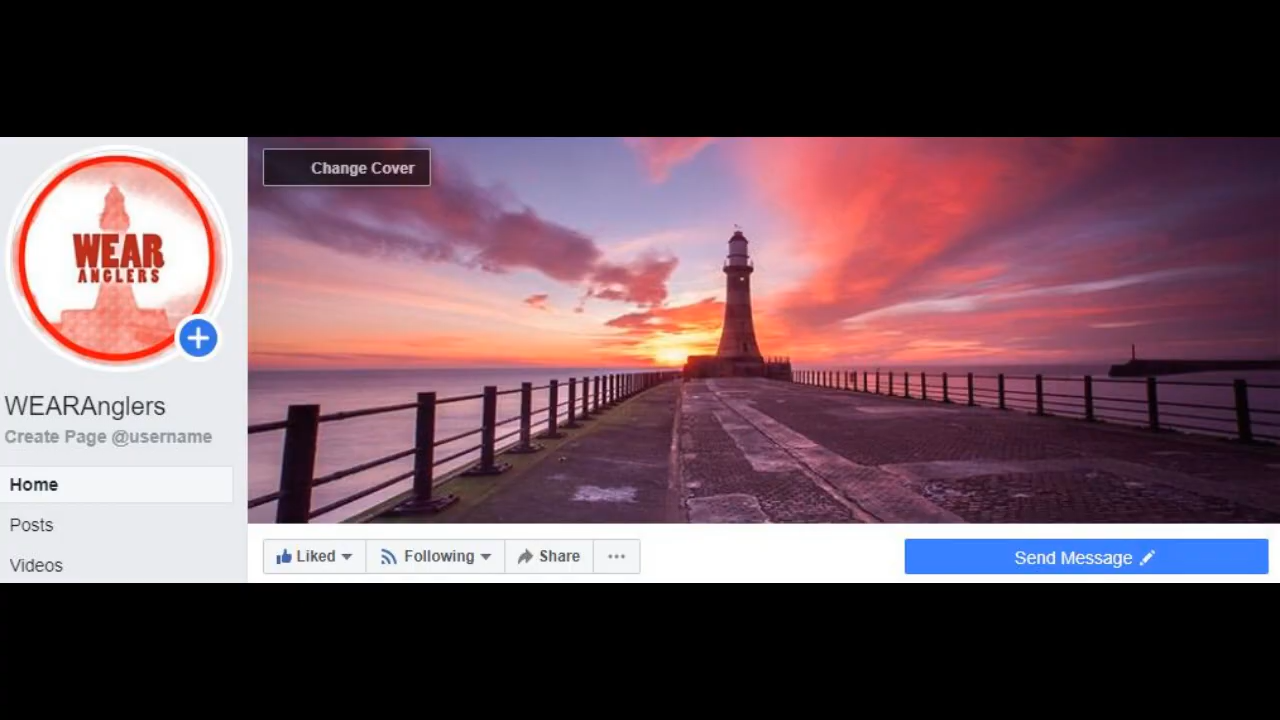 WEAR
ANGLERS
WEARAnglers
Create Page @username
Home
Posts
Videos
Change Cover
Liked Following Share ···
Send Message